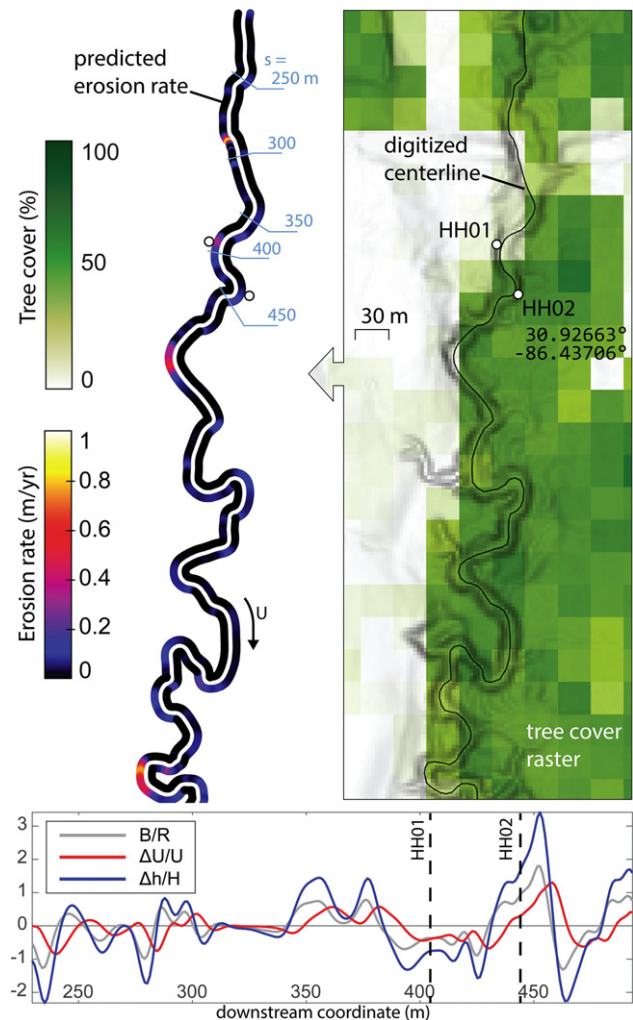 predicted
erosion rate
s =
250 m
300
350
400
450
100
50
0
Tree cover (%)
1
0.8
0.6
0.4
0.2
0
Erosion rate (m/yr)
U
digitized
centerline
HH01
HH02
30.92663°
-86.43706°
30 m
tree cover
raster
B/R
ΔU/U
Δh/H
HH01
HH02
3
2
1
0
-1
-2
250
300
350
400
450
downstream coordinate (m)